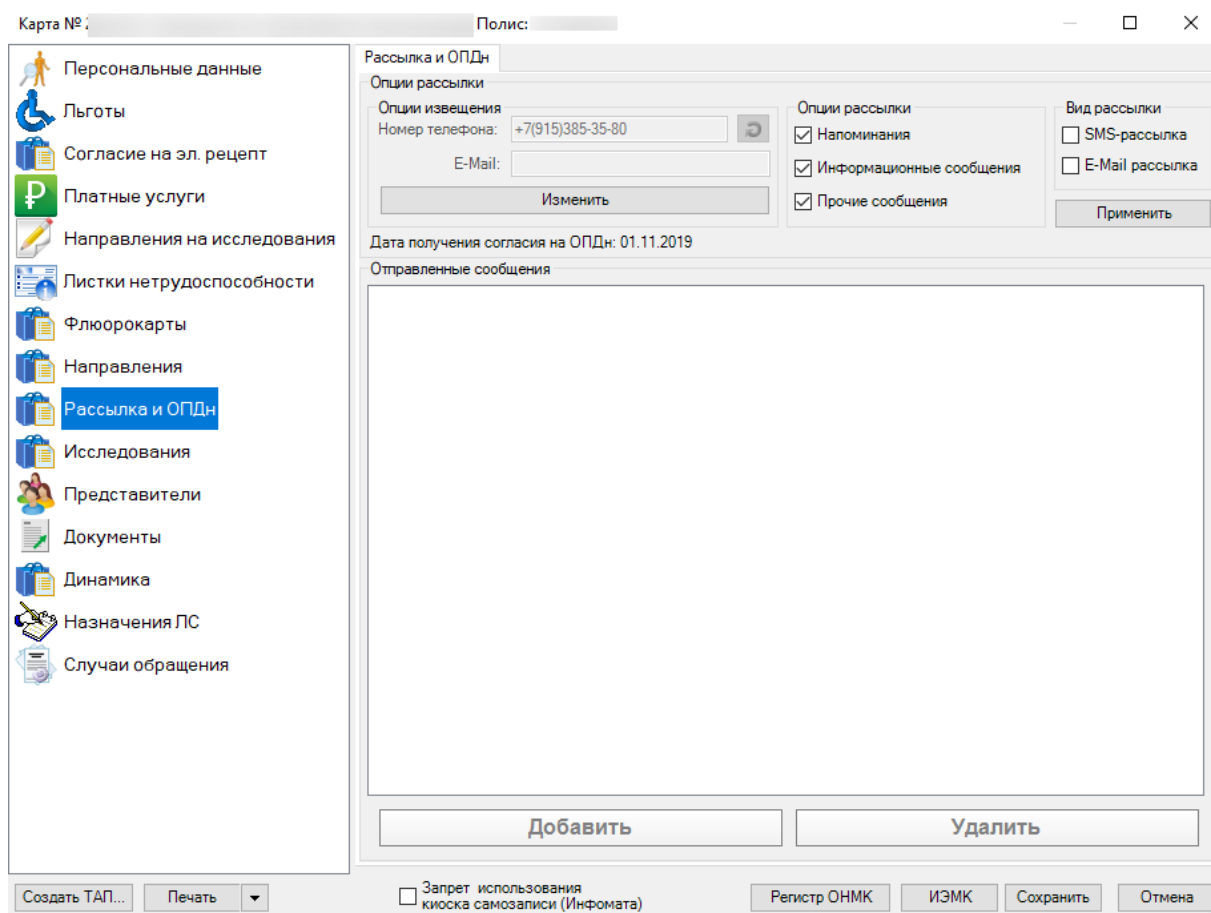 Карта № Полис:
Персональные данные
Льготы
Согласие на эл. рецепт
Платные услуги
Направления на исследования
Листки нетрудоспособности
Флюорокарты
Направления
Рассылка и ОПДн
Исследования
Представители
Документы
Динамика
Назначения ЛС
Случаи обращения
Рассылка и ОПДн
Опции рассылки
Опции извещения
Номер телефона: +7(915)385-35-80
E-Mail:
Изменить
Опции рассылки
Напоминания
Информационные сообщения
Прочие сообщения
Вид рассылки
SMS-рассылка
E-Mail рассылка
Применить
Дата получения согласия на ОПДн: 01.11.2019
Отправленные сообщения
Добавить Удалить
Создать ТАП... Печать
Запрет использования
киоска самозаписи (Инфомата)
Регистр ОНМК ИЭМК Сохранить Отмена